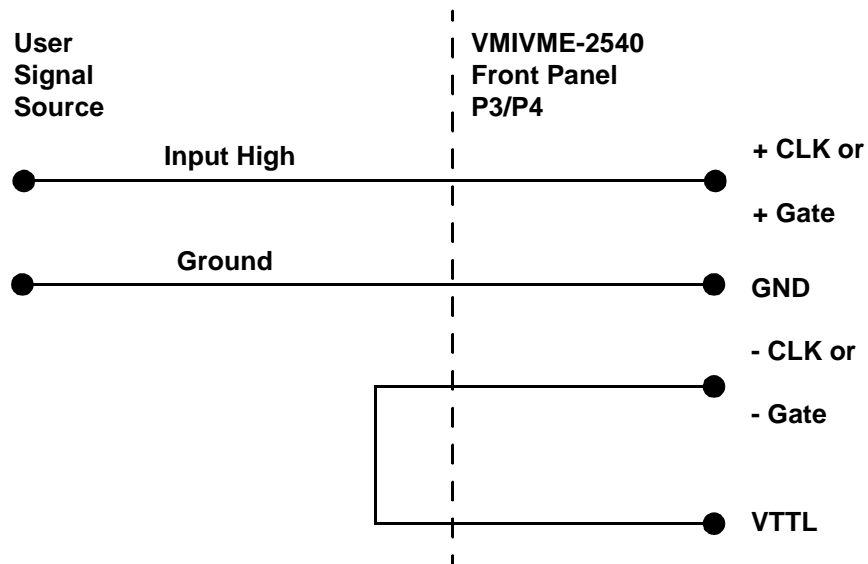 User
Signal
Source
VMIVME-2540
Front Panel
P3/P4
Input High
+ CLK or
+ Gate
Ground
GND
- CLK or
- Gate
VTTL